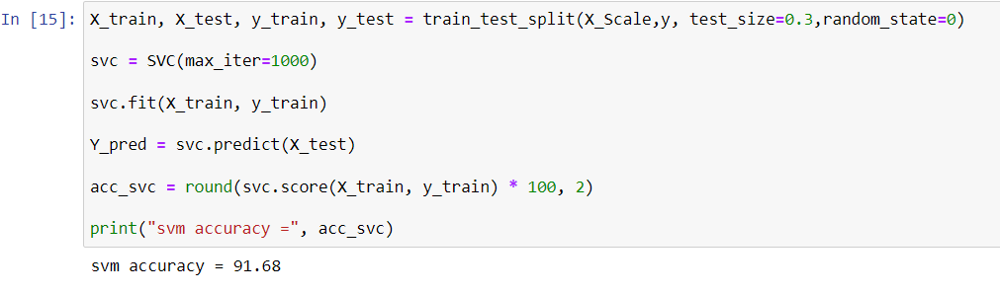 In [15]: X_train, X_test, y_train, y_test = train_test_split(X_Scale,y, test_size=0.3,random_state=0)
svc = SVC(max_iter=1000)
svc.fit(X_train, y_train)
Y_pred = svc.predict(X_test)
acc_svc = round(svc.score(X_train, y_train) * 100, 2)
print("svm accuracy =", acc_svc)
svm accuracy = 91.68